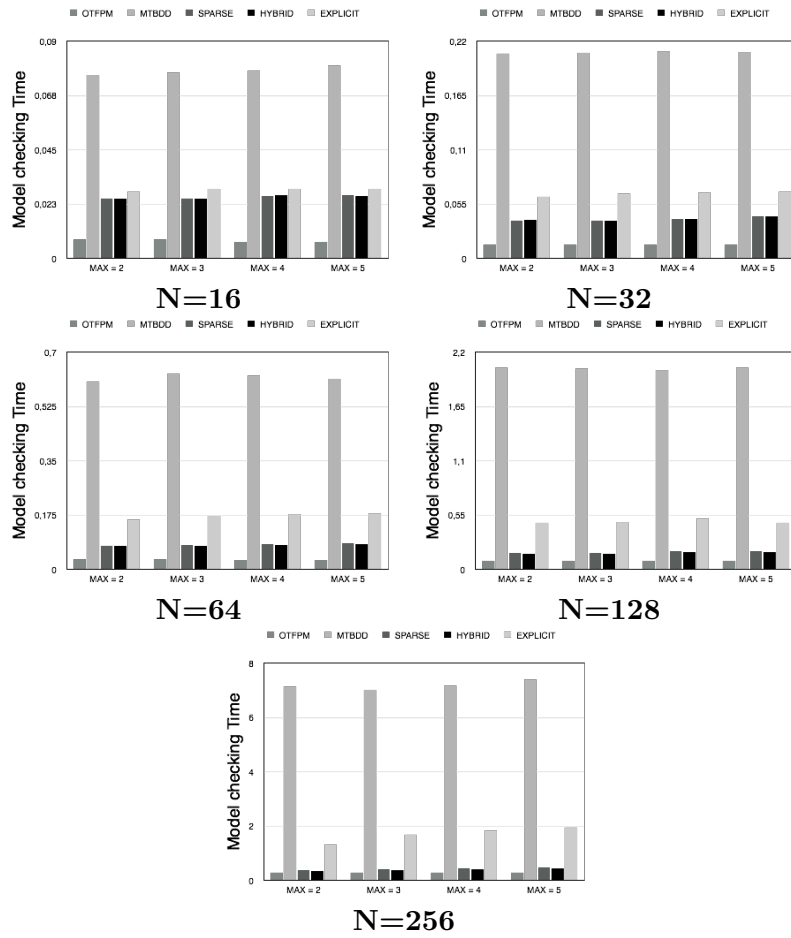 OTFPM MTBDD SPARSE HYBRID EXPLICIT
Model checking Time
0,09
0,068
0,045
0,023
0
MAX = 2 MAX = 3 MAX = 4 MAX = 5
N=16
OTFPM MTBDD SPARSE HYBRID EXPLICIT
Model checking Time
0,22
0,165
0,11
0,055
0
MAX = 2 MAX = 3 MAX = 4 MAX = 5
N=32
OTFPM MTBDD SPARSE HYBRID EXPLICIT
Model checking Time
0,7
0,525
0,35
0,175
0
MAX = 2 MAX = 3 MAX = 4 MAX = 5
N=64
OTFPM MTBDD SPARSE HYBRID EXPLICIT
Model checking Time
2,2
1,65
1,1
0,55
0
MAX = 2 MAX = 3 MAX = 4 MAX = 5
N=128
OTFPM MTBDD SPARSE HYBRID EXPLICIT
Model checking Time
8
6
4
2
0
MAX = 2 MAX = 3 MAX = 4 MAX = 5
N=256